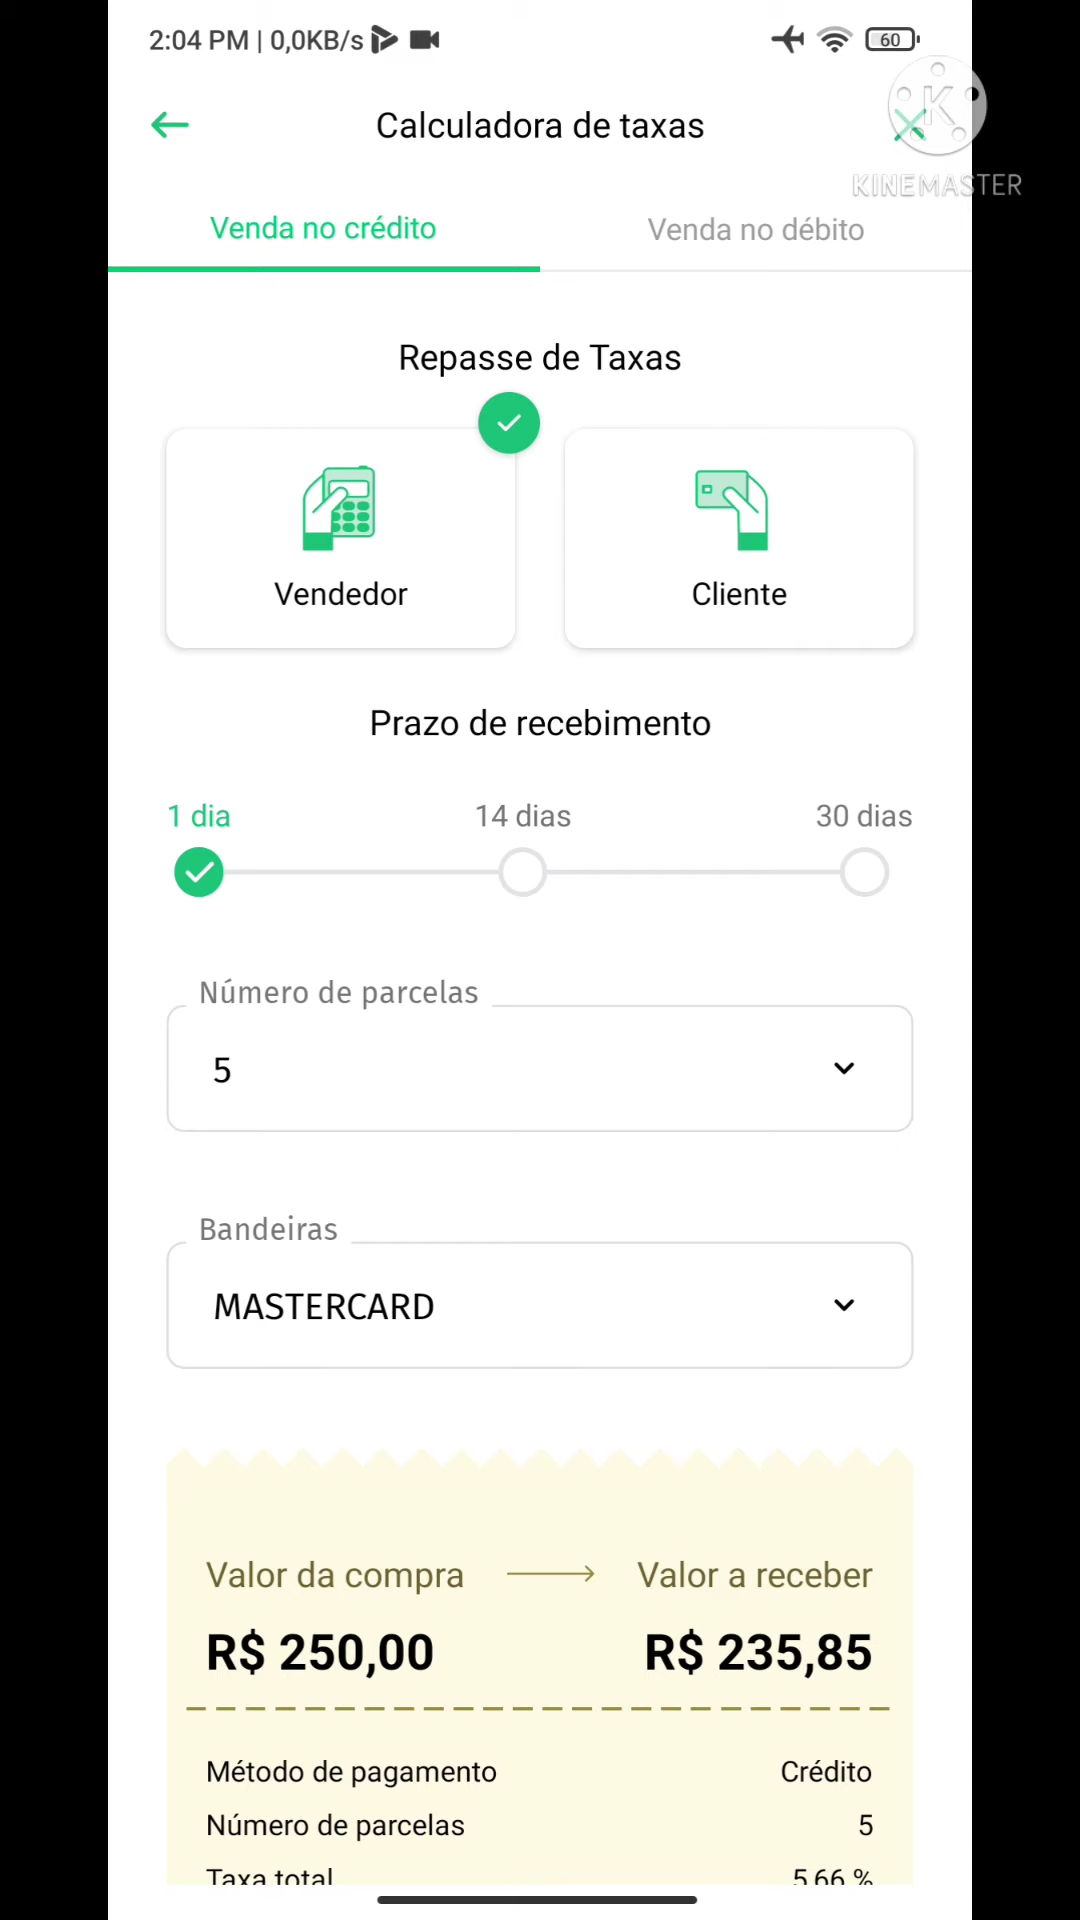 2:04 PM | 0,0KB/s
60
Calculadora de taxas
K
KINEMASTER
Venda no crédito
Venda no débito
Repasse de Taxas
Vendedor
Cliente
Prazo de recebimento
1 dia
14 dias
30 dias
Número de parcelas
5
Bandeiras
MASTERCARD
Valor da compra
Valor a receber
R$ 250,00
R$ 235,85
Método de pagamento
Crédito
Número de parcelas
5
Taxa total
5,66 %